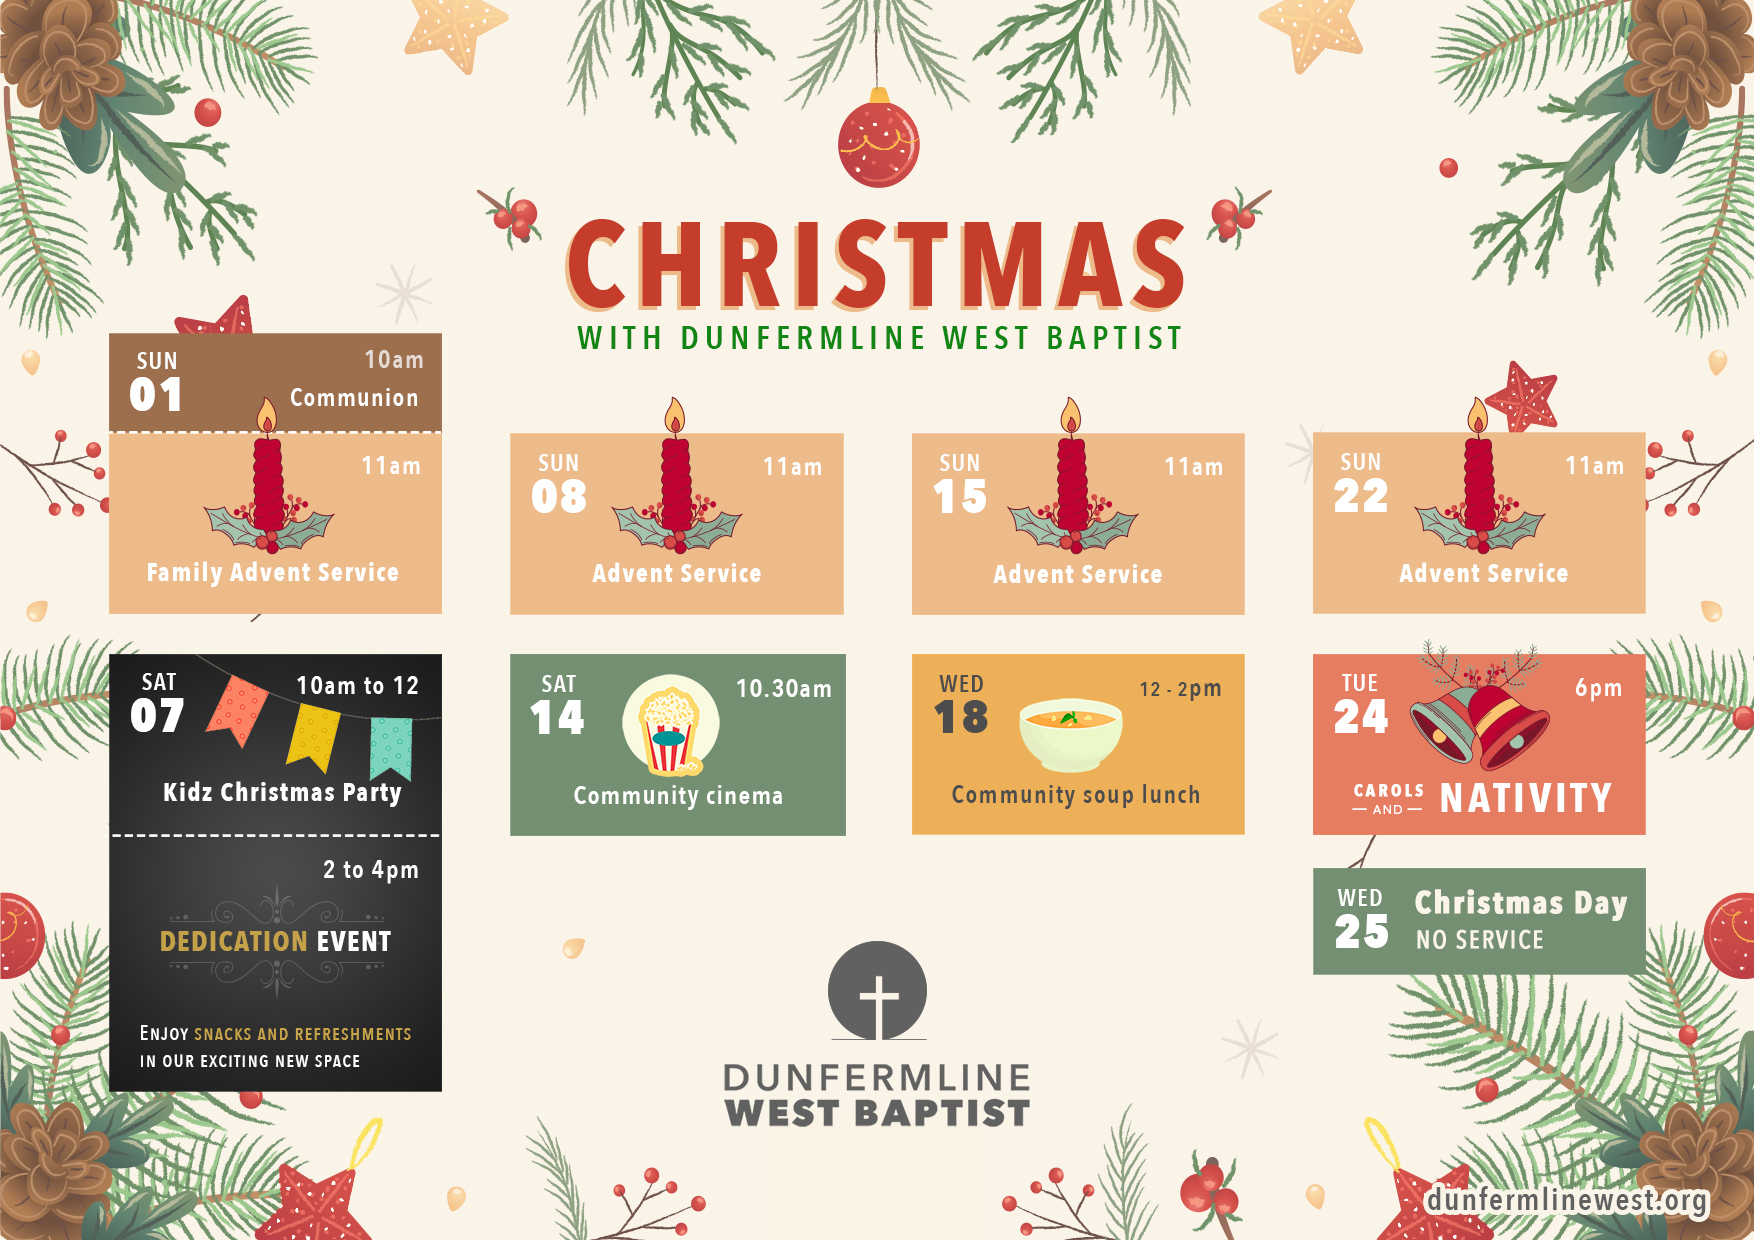 CHRISTMAS
WITH DUNFERMLINE WEST BAPTIST
SUN
01
10am
Communion
11am
Family Advent Service
SUN
08
11am
Advent Service
SUN
15
11am
Advent Service
SUN
22
11am
Advent Service
SAT
07
10am to 12
Kidz Christmas Party
2 to 4pm
DEDICATION EVENT
ENJOY SNACKS AND REFRESHMENTS
IN OUR EXCITING NEW SPACE
SAT
14
10.30am
Community cinema
WED
18
12 - 2pm
Community soup lunch
TUE
24
6pm
CAROLS
AND
NATIVITY
WED
25
Christmas Day
NO SERVICE
DUNFERMLINE
WEST BAPTIST
dunfermlinewest.org